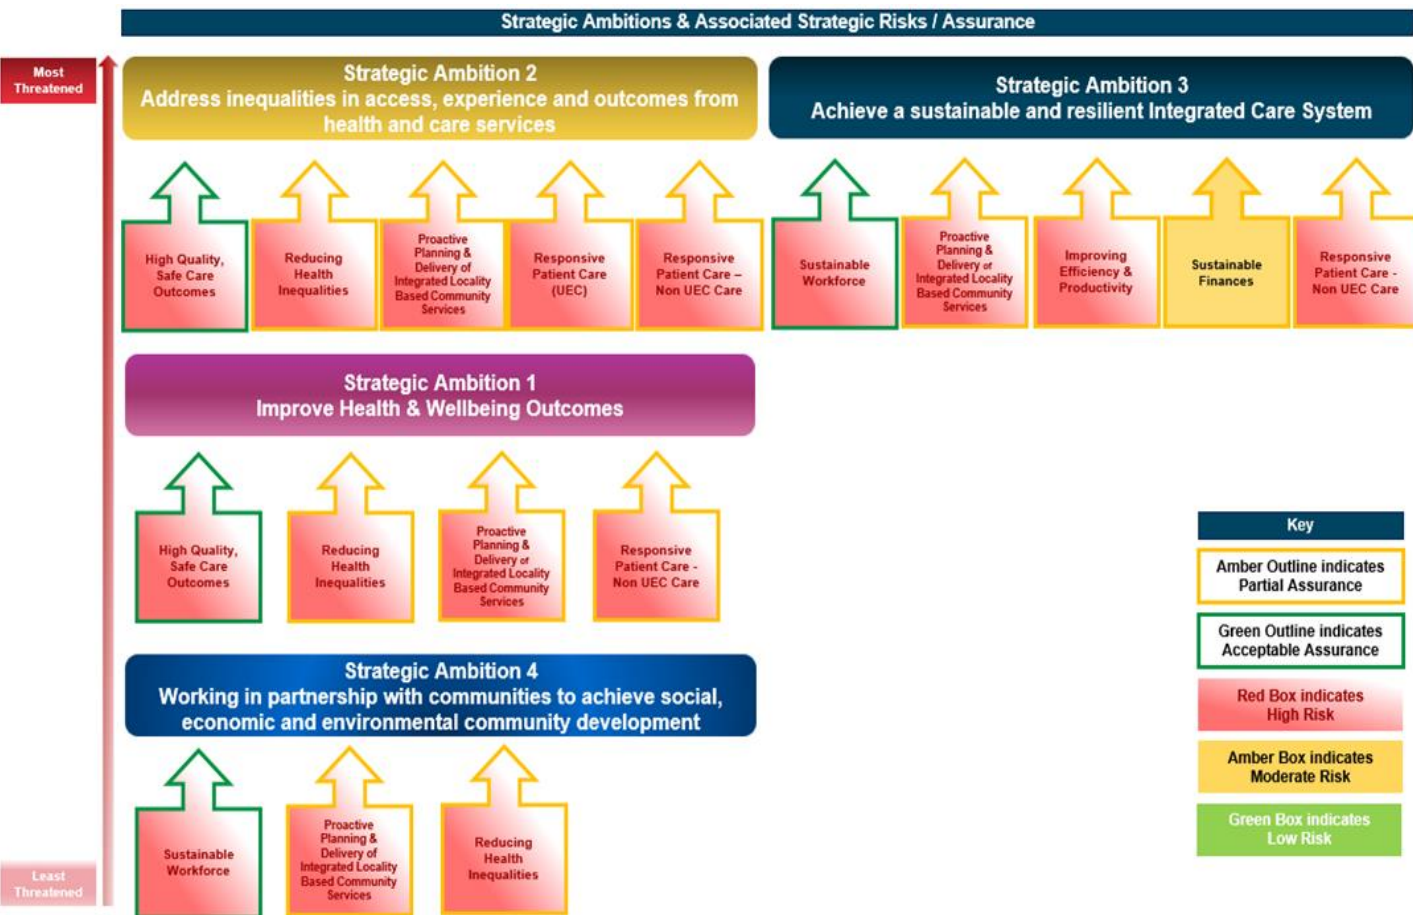 Strategic Ambitions & Associated Strategic Risks / Assurance
Most
Threatened
Strategic Ambition 2
Address inequalities in access, experience and outcomes from
health and care services
Strategic Ambition 3
Achieve a sustainable and resilient Integrated Care System
High Quality,
Safe Care
Outcomes
Reducing
Health
Inequalities
Proactive
Planning &
Delivery of
Integrated Locality
Based Community
Services
Responsive
Patient Care
(UEC)
Responsive
Patient Care –
Non UEC Care
Sustainable
Workforce
Proactive
Planning &
Delivery of
Integrated Locality
Based Community
Services
Improving
Efficiency &
Productivity
Sustainable
Finances
Responsive
Patient Care -
Non UEC Care
Strategic Ambition 1
Improve Health & Wellbeing Outcomes
High Quality,
Safe Care
Outcomes
Reducing
Health
Inequalities
Proactive
Planning &
Delivery of
Integrated Locality
Based Community
Services
Responsive
Patient Care -
Non UEC Care
Strategic Ambition 4
Working in partnership with communities to achieve social,
economic and environmental community development
Sustainable
Workforce
Proactive
Planning &
Delivery of
Integrated Locality
Based Community
Services
Reducing
Health
Inequalities
Least
Threatened
Key
Amber Outline indicates
Partial Assurance
Green Outline indicates
Acceptable Assurance
Red Box indicates
High Risk
Amber Box indicates
Moderate Risk
Green Box indicates
Low Risk